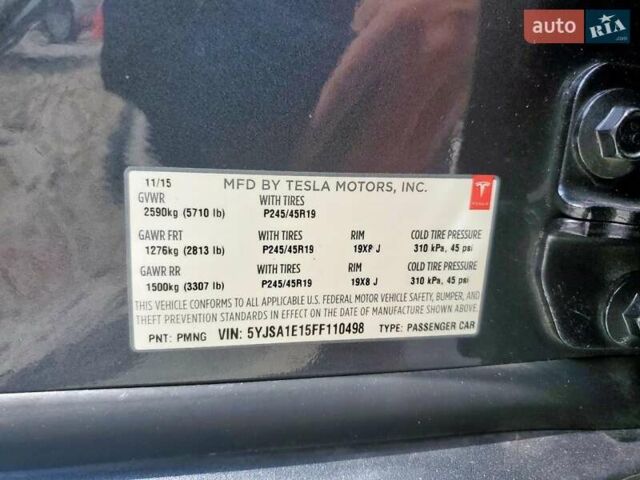 auto RIA.com
11/15 MFD BY TESLA MOTORS, INC.
GVWR WITH TIRES
2590kg (5710 lb) P245/45R19
TESLA
GAWR FRT WITH TIRES RIM COLD TIRE PRESSURE
1276kg (2813 lb) P245/45R19 19X8 J 310 kPa, 45 psi
GAWR RR WITH TIRES RIM COLD TIRE PRESSURE
1500kg (3307 lb) P245/45R19 19X8 J 310 kPa, 45 psi
THIS VEHICLE CONFORMS TO ALL APPLICABLE U.S. FEDERAL MOTOR VEHICLE SAFETY, BUMPER, AND
THEFT PREVENTION STANDARDS IN EFFECT ON THE DATE OF MANUFACTURE SHOWN ABOVE.
PNT: PMNG VIN: 5YJSA1E15FF110498 TYPE: PASSENGER CAR